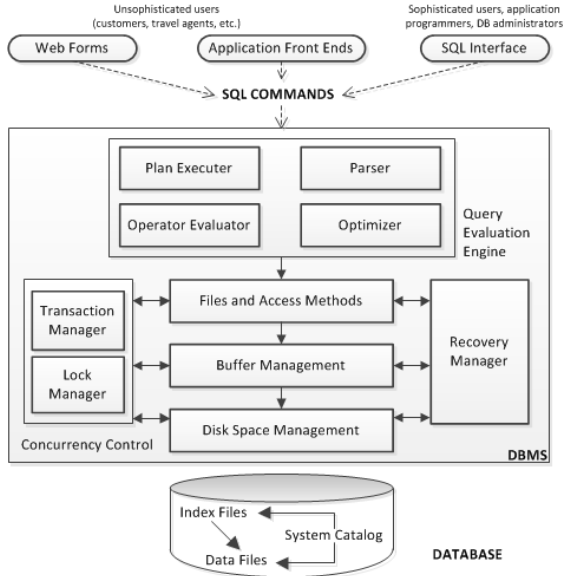 Unsophisticated users
(customers, travel agents, etc.)
Sophisticated users, application
programmers, DB administrators
Web Forms
Application Front Ends
SQL Interface
SQL COMMANDS
Plan Executer
Parser
Operator Evaluator
Optimizer
Query
Evaluation
Engine
Files and Access Methods
Transaction
Manager
Recovery
Manager
Buffer Management
Lock
Manager
Disk Space Management
Concurrency Control
DBMS
Index Files
System Catalog
Data Files
DATABASE